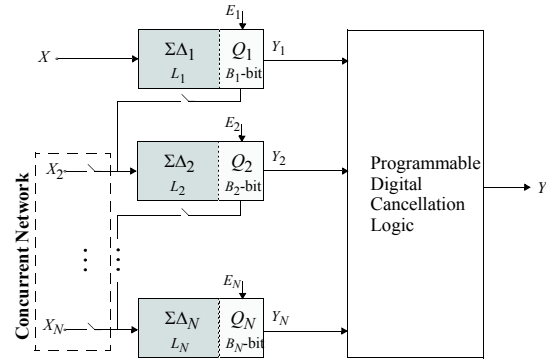 E1
X
ΣΔ1
Q1
Y1
L1
B1-bit
E2
Concurrent Network
X2
ΣΔ2
Q2
Y2
L2
B2-bit
Programmable
Digital
Cancellation
Logic
Y
EN
XN
ΣΔN
QN
YN
LN
BN-bit